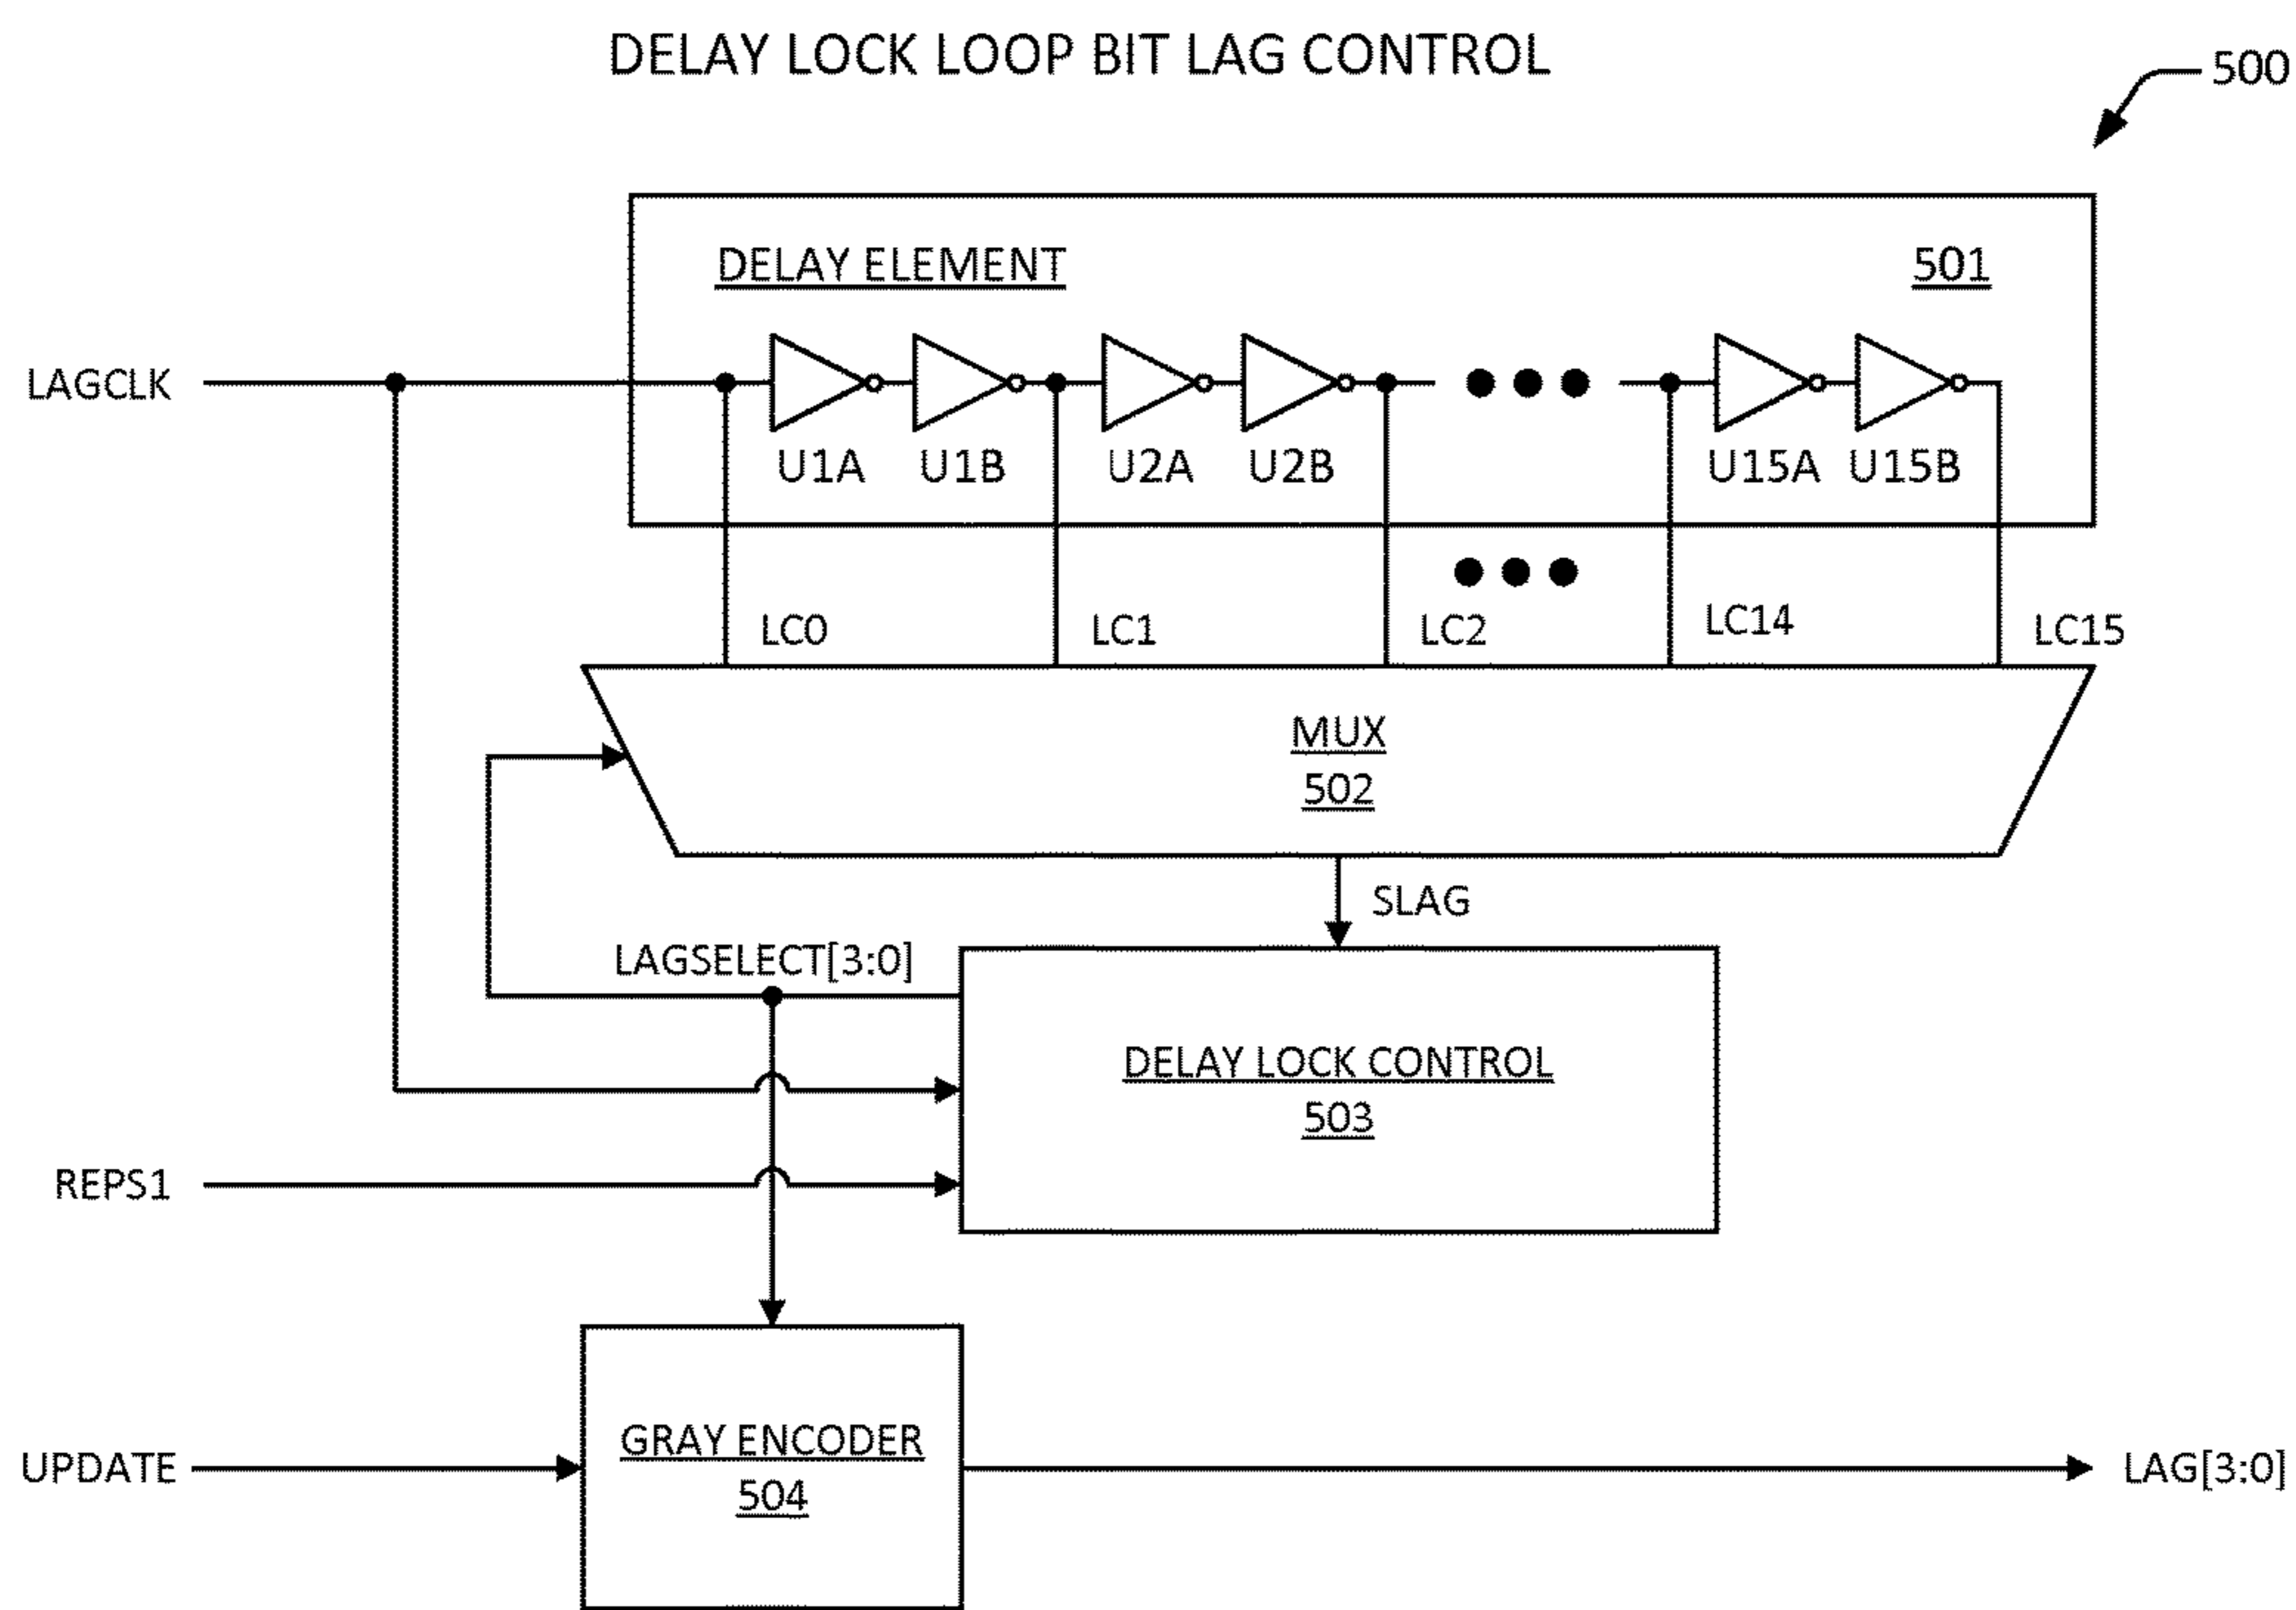 DELAY LOCK LOOP BIT LAG CONTROL
500
DELAY ELEMENT
501
LAGCLK
U1A
U1B
U2A
U2B
U15A
U15B
LC0
LC1
LC2
LC14
LC15
MUX
502
SLAG
LAGSELECT[3:0]
DELAY LOCK CONTROL
503
REPS1
GRAY ENCODER
504
UPDATE
LAG[3:0]